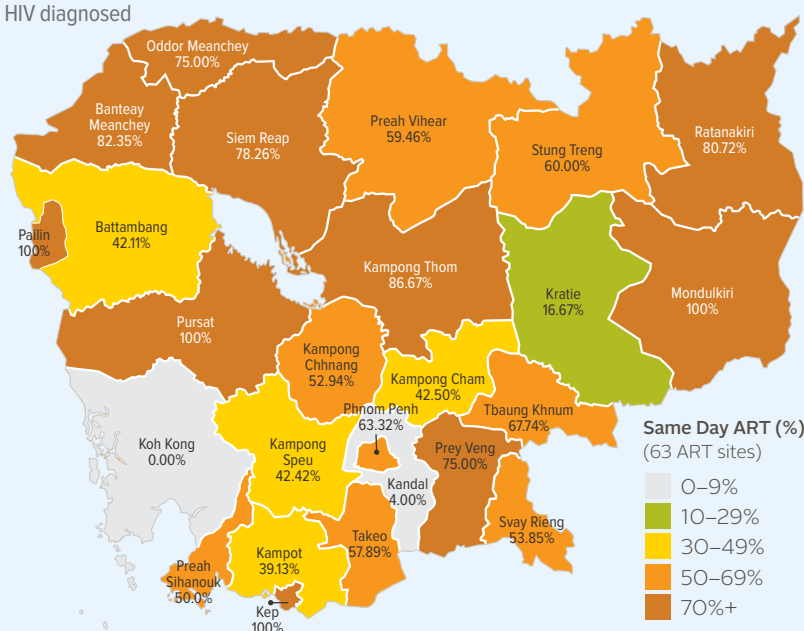 HIV diagnosed
Oddor Meanchey
75.00%
Banteay
Meanchey
82.35%
Siem Reap
78.26%
Preah Vihear
59.46%
Stung Treng
60.00%
Ratanakiri
80.72%
Pailin
100%
Battambang
42.11%
Kampong Thom
86.67%
Kratie
16.67%
Mondulkiri
100%
Pursat
100%
Kampong
Chhnang
52.94%
Kampong Cham
42.50%
Phnom Penh
63.32%
Tbaung Khnum
67.74%
Koh Kong
0.00%
Kampong
Speu
42.42%
Prey Veng
75.00%
Kandal
4.00%
Svay Rieng
53.85%
Takeo
57.89%
Kampot
39.13%
Preah
Sihanouk
50.0%
Kep
100%
Same Day ART (%)
(63 ART sites)
0–9%
10–29%
30–49%
50–69%
70%+